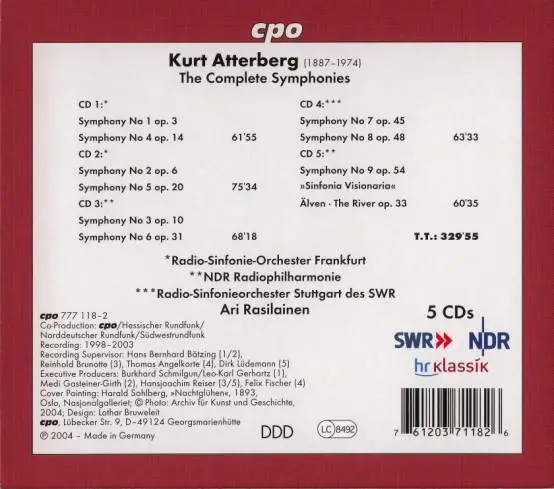 cpo
Kurt Atterberg (1887-1974)
The Complete Symphonies
CD 1:*
Symphony No 1 op. 3
Symphony No 4 op. 14 61'55
CD 2:*
Symphony No 2 op. 6
Symphony No 5 op. 20 75'34
CD 3:**
Symphony No 3 op. 10
Symphony No 6 op. 31 68'18
CD 4:***
Symphony No 7 op. 45
Symphony No 8 op. 48 63'33
CD 5:**
Symphony No 9 op. 54
»Sinfonia Visionaria«
Älven · The River op. 33 60'35
T.T.: 329'55
*Radio-Sinfonie-Orchester Frankfurt
**NDR Radiophilharmonie
***Radio-Sinfonieorchester Stuttgart des SWR
Ari Rasilainen
cpo 777 118-2
Co-Production: cpo/Hessischer Rundfunk/
Norddeutscher Rundfunk/Südwestrundfunk
Recording: 1998-2003
Recording Supervisor: Hans Bernhard Bätzing (1/2),
Reinhold Brunotte (3), Thomas Angelkorte (4), Dirk Lüdemann (5)
Executive Producers: Burkhard Schmilgun/Leo-Karl Gerhartz (1),
Medi Gasteiner-Girth (2), Hansjoachim Reiser (3/5), Felix Fischer (4)
Cover Painting: Harald Sohlberg, »Nachtglühen«, 1893,
Oslo, Nasjonalgalleriet; © Photo: Archiv für Kunst und Geschichte,
2004; Design: Lothar Bruweleit
cpo, Lübecker Str. 9, D-49124 Georgsmarienhütte
℗ 2004 – Made in Germany
DDD
LC 8492
5 CDs
SWR>> NDR
hr klassik
7 61203 71182 6